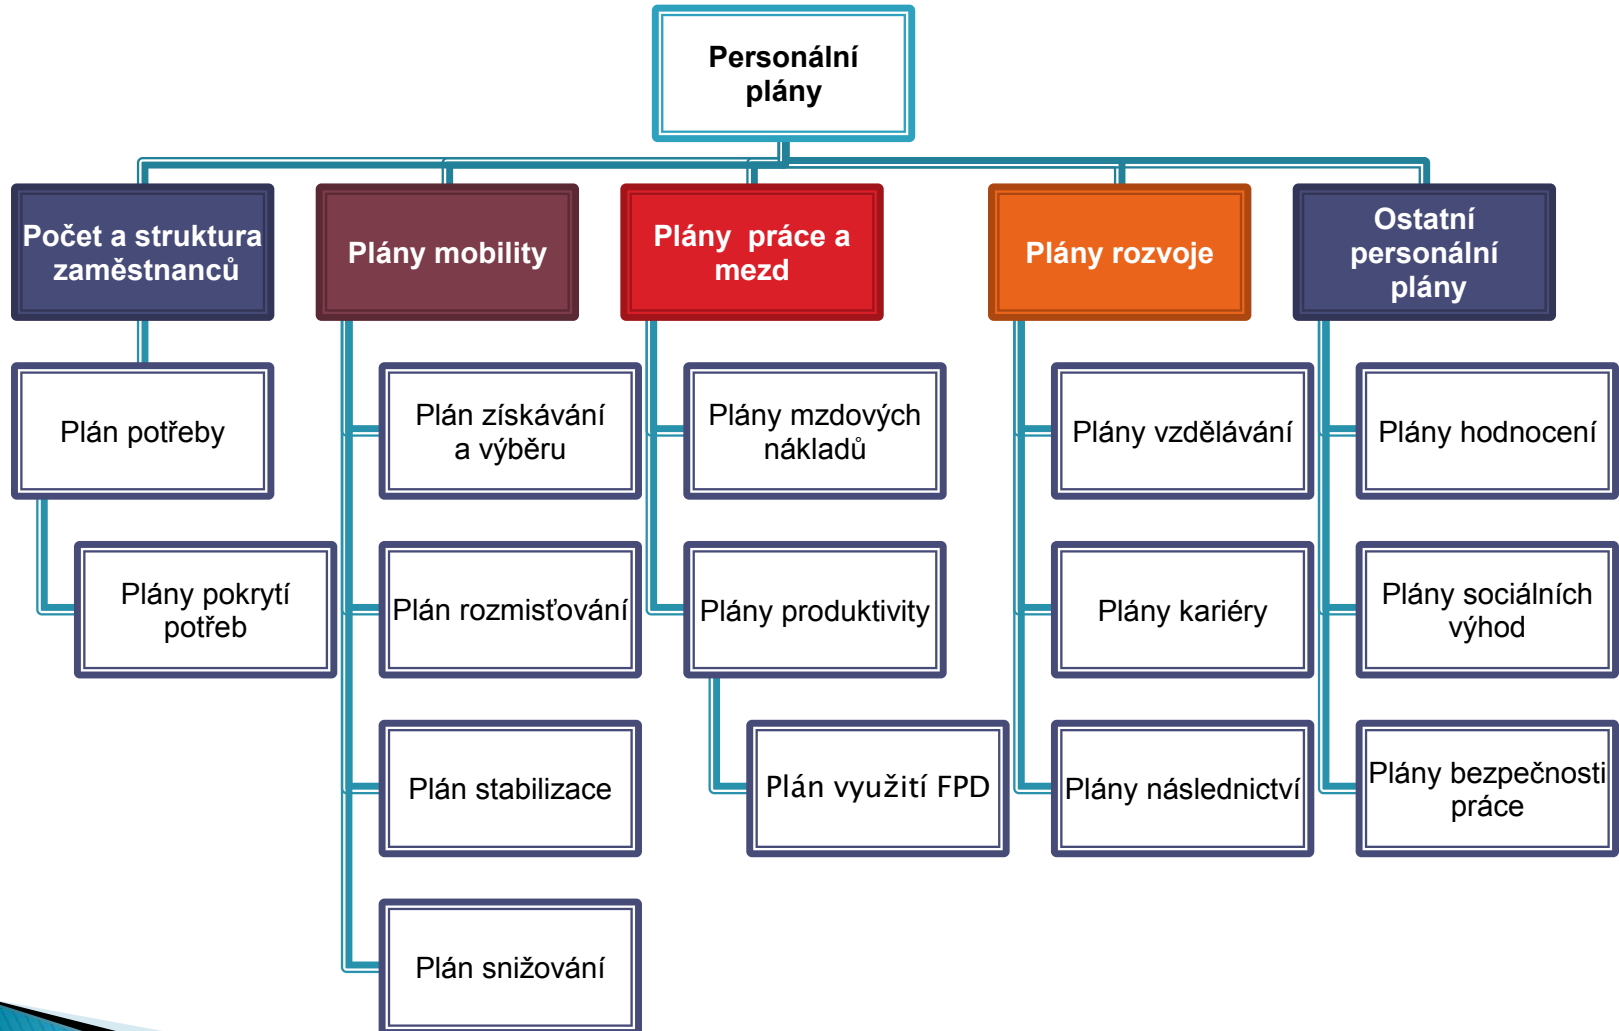 Personální
plány
Počet a struktura
zaměstnanců
Plán potřeby
Plány pokrytí
potřeb
Plány mobility
Plán získávání
a výběru
Plán rozmisťování
Plán stabilizace
Plán snižování
Plány práce a
mezd
Plány mzdových
nákladů
Plány produktivity
Plán využití FPD
Plány rozvoje
Plány vzdělávání
Plány kariéry
Plány následnictví
Ostatní
personální
plány
Plány hodnocení
Plány sociálních
výhod
Plány bezpečnosti
práce